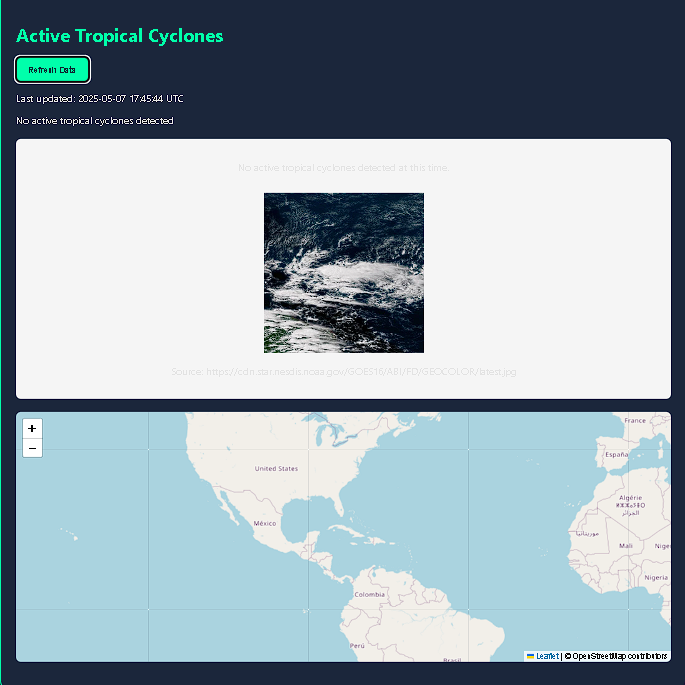 Active Tropical Cyclones
Refresh Data
Last updated: 2025-05-07 17:45:44 UTC
No active tropical cyclones detected
No active tropical cyclones detected at this time.
Source: https://cdn.star.nesdis.noaa.gov/GOES16/ABI/FD/GEOCOLOR/latest.jpg
+
−
France
España
United States
Algérie
الجزائر
México
موريتانيا
Mali
Niger
Nigeria
Colombia
Perú
Brasil
Leaflet | © OpenStreetMap contributors